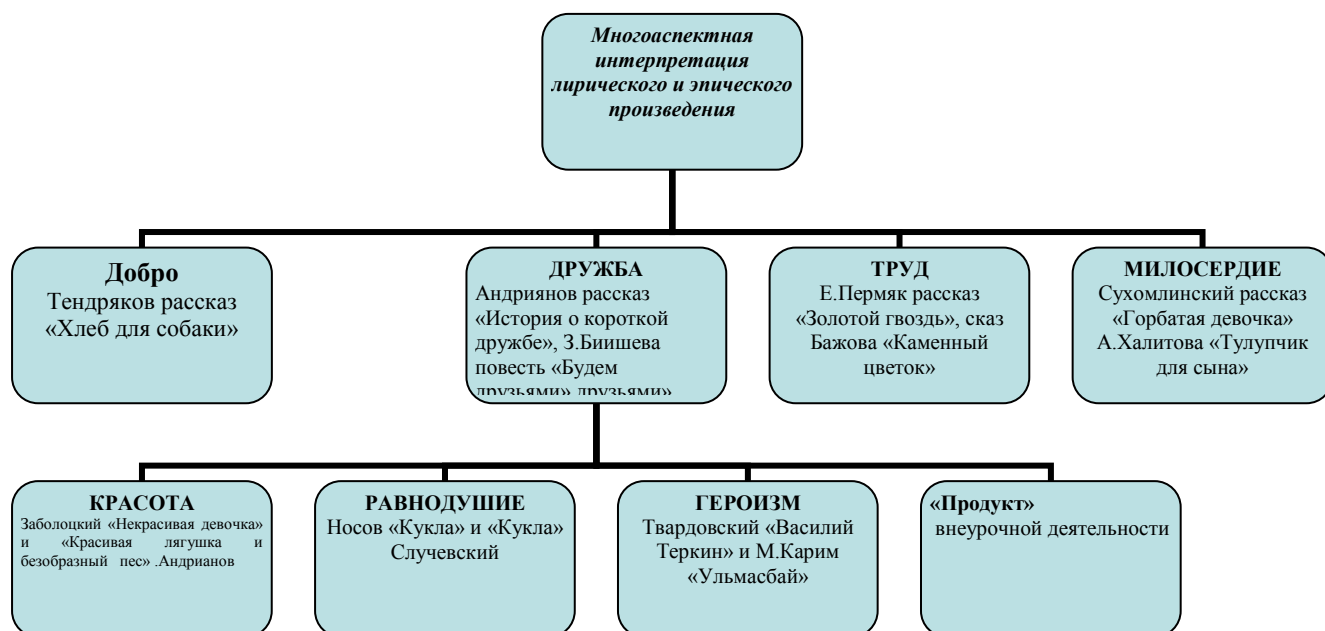 Многоаспектная
интерпретация
лирического и эпического
произведения
Добро
Тендряков рассказ
«Хлеб для собаки»
ДРУЖБА
Андриянов рассказ
«История о короткой
дружбе», З.Биишева
повесть «Будем
друзьями» друзьями»
ТРУД
Е.Пермяк рассказ
«Золотой гвоздь», сказ
Бажова «Каменный
цветок»
МИЛОСЕРДИЕ
Сухомлинский рассказ
«Горбатая девочка»
А.Халитова «Тулупчик
для сына»
КРАСОТА
Заболоцкий «Некрасивая девочка»
и «Красивая лягушка и
безобразный пес» .Андрианов
РАВНОДУШИЕ
Носов «Кукла» и «Кукла»
Случевский
ГЕРОИЗМ
Твардовский «Василий
Теркин» и М.Карим
«Ульмасбай»
«Продукт»
внеурочной деятельности